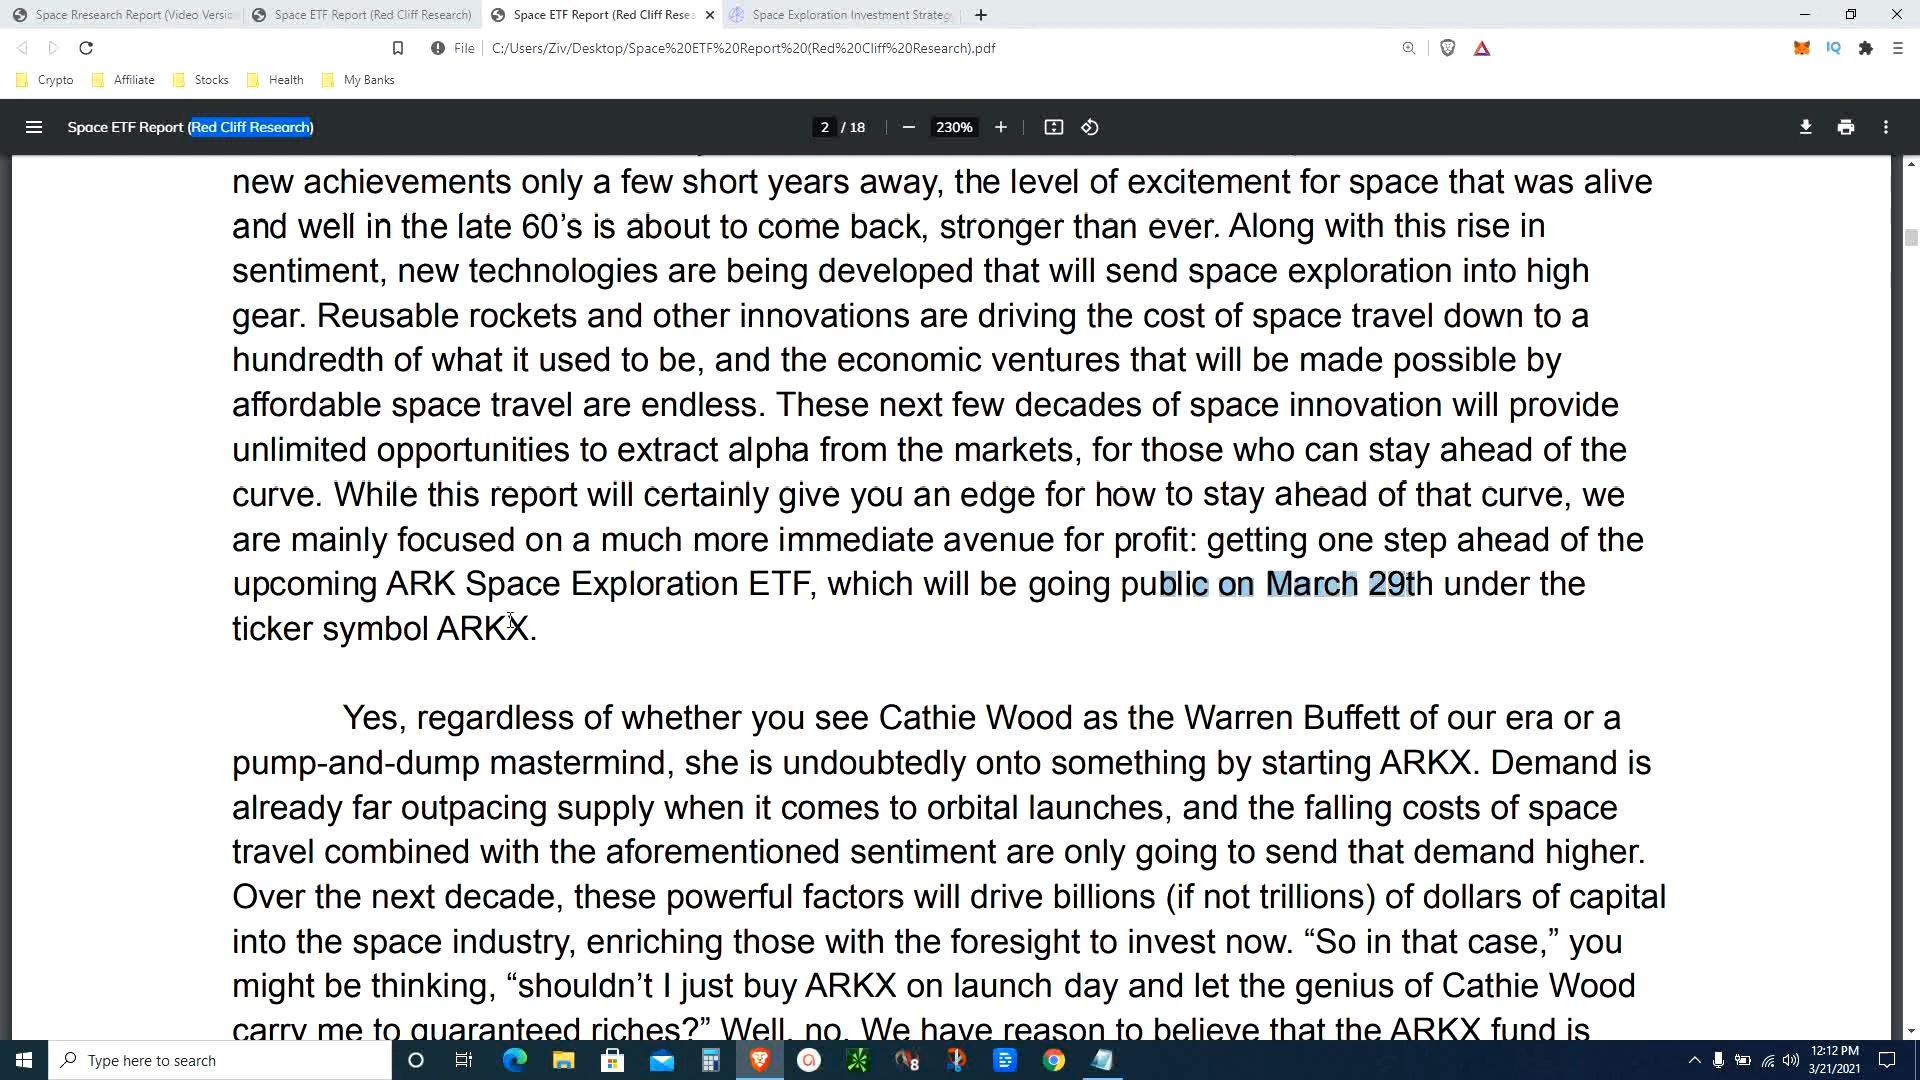 Space Rresearch Report (Video Versio
Space ETF Report (Red Cliff Research)
Space ETF Report (Red Cliff Resea
Space Exploration Investment Strateg
File
C:/Users/Ziv/Desktop/Space%20ETF%20Report%20(Red%20Cliff%20Research).pdf
Crypto
Affiliate
Stocks
Health
My Banks
Space ETF Report (Red Cliff Research)
2 / 18
230%
new achievements only a few short years away, the level of excitement for space that was alive
and well in the late 60’s is about to come back, stronger than ever. Along with this rise in
sentiment, new technologies are being developed that will send space exploration into high
gear. Reusable rockets and other innovations are driving the cost of space travel down to a
hundredth of what it used to be, and the economic ventures that will be made possible by
affordable space travel are endless. These next few decades of space innovation will provide
unlimited opportunities to extract alpha from the markets, for those who can stay ahead of the
curve. While this report will certainly give you an edge for how to stay ahead of that curve, we
are mainly focused on a much more immediate avenue for profit: getting one step ahead of the
upcoming ARK Space Exploration ETF, which will be going public on March 29th under the
ticker symbol ARKX.
Yes, regardless of whether you see Cathie Wood as the Warren Buffett of our era or a
pump-and-dump mastermind, she is undoubtedly onto something by starting ARKX. Demand is
already far outpacing supply when it comes to orbital launches, and the falling costs of space
travel combined with the aforementioned sentiment are only going to send that demand higher.
Over the next decade, these powerful factors will drive billions (if not trillions) of dollars of capital
into the space industry, enriching those with the foresight to invest now. “So in that case,” you
might be thinking, “shouldn’t I just buy ARKX on launch day and let the genius of Cathie Wood
carry me to guaranteed riches?” Well, no. We have reason to believe that the ARKX fund is
Type here to search
12:12 PM
3/21/2021